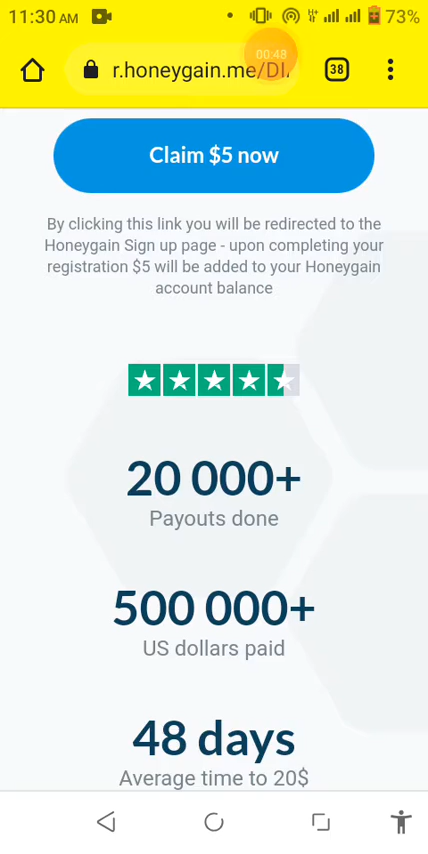 11:30 AM
73%
00:48
r.honeygain.me/DI
38
Claim $5 now
By clicking this link you will be redirected to the
Honeygain Sign up page - upon completing your
registration $5 will be added to your Honeygain
account balance
20 000+
Payouts done
500 000+
US dollars paid
48 days
Average time to 20$